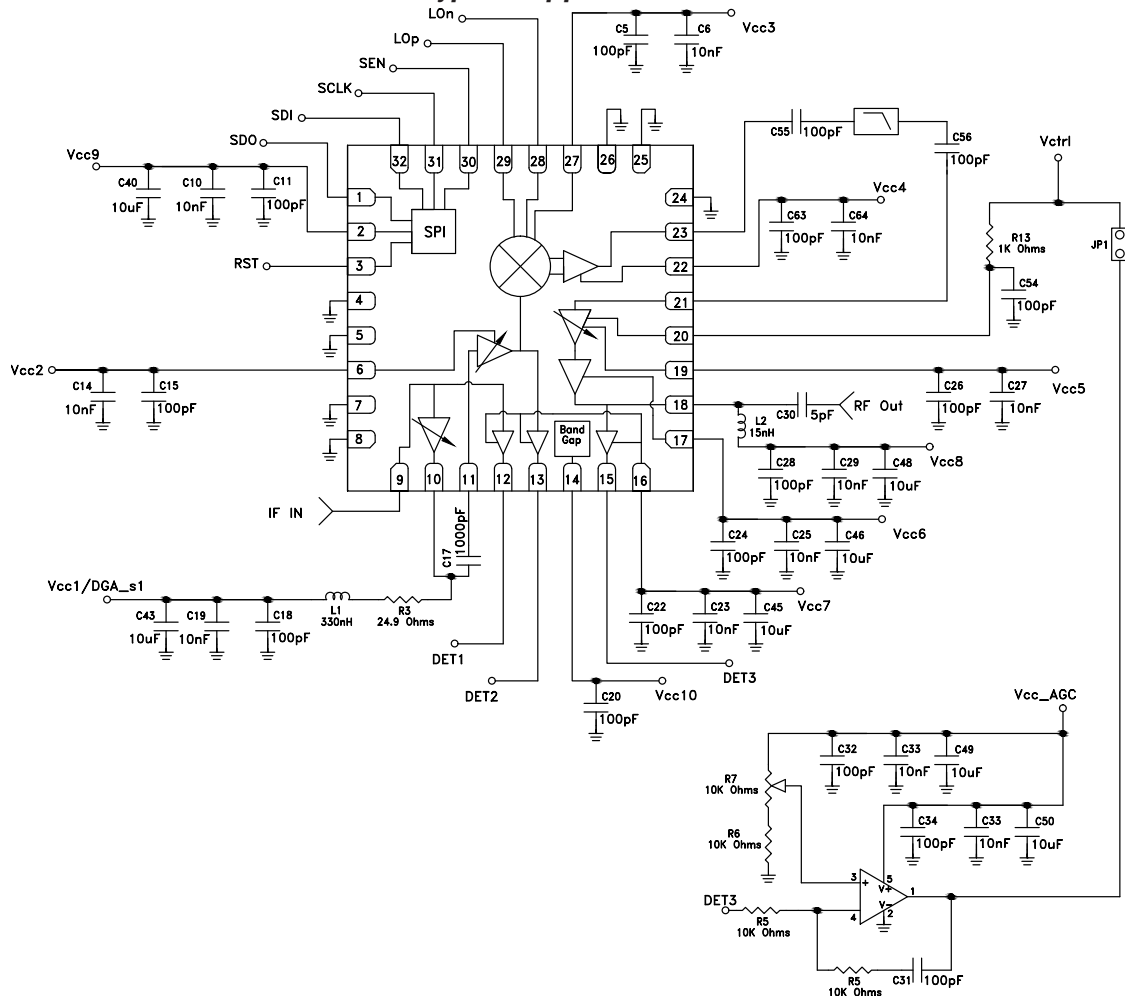 LOn
LOp
SEN
SCLK
SDI
SDO
Vcc9
C40
10uF
C10
10nF
C11
100pF
RST
C5
100pF
C6
10nF
Vcc3
C55
100pF
C56
100pF
Vctrl
R13
1K Ohms
JP1
C54
100pF
Vcc4
C63
100pF
C64
10nF
32
31
30
29
28
27
26
25
1
2
3
4
5
6
7
8
SPI
24
23
22
21
20
19
18
17
Band
Gap
9
10
11
12
13
14
15
16
Vcc2
C14
10nF
C15
100pF
C26
100pF
C27
10nF
Vcc5
C30
5pF
RF Out
L2
15nH
Vcc8
C28
100pF
C29
10nF
C48
10uF
Vcc6
C24
100pF
C25
10nF
C46
10uF
IF IN
C17
1000pF
Vcc1/DGA_s1
C43
10uF
C19
10nF
C18
100pF
L1
330nH
R3
24.9 Ohms
Vcc7
C22
100pF
C23
10nF
C45
10uF
DET1
DET2
DET3
Vcc10
C20
100pF
Vcc_AGC
C32
100pF
C33
10nF
C49
10uF
R7
10K Ohms
R6
10K Ohms
C34
100pF
C33
10nF
C50
10uF
3
+
5
V+
1
V-
4
2
DET3
R5
10K Ohms
R5
10K Ohms
C31
100pF